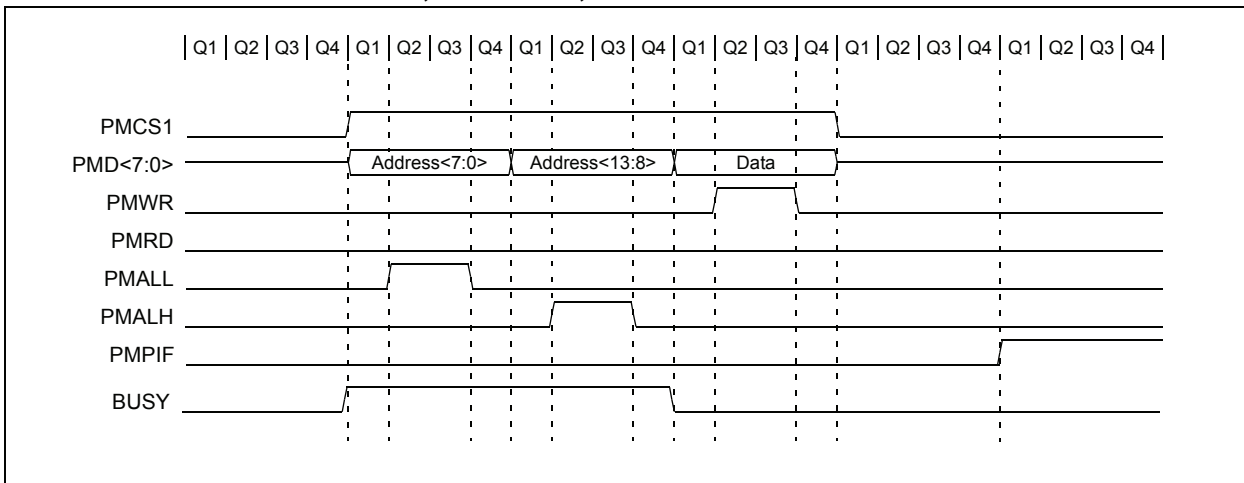 Q1 Q2 Q3 Q4 Q1 Q2 Q3 Q4 Q1 Q2 Q3 Q4 Q1 Q2 Q3 Q4 Q1 Q2 Q3 Q4 Q1 Q2 Q3 Q4
PMCS1
PMD<7:0> Address<7:0> Address<13:8> Data
PMWR
PMRD
PMALL
PMALH
PMPIF
BUSY